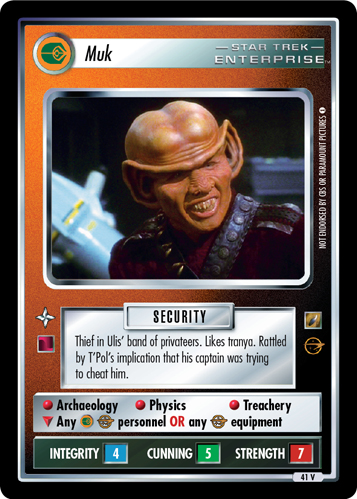 Muk
STAR TREK
ENTERPRISE™
NOT ENDORSED BY CBS OR PARAMOUNT PICTURES
SECURITY
Thief in Ulis' band of privateers. Likes tranya. Rattled
by T'Pol's implication that his captain was trying
to cheat him.
Archaeology Physics Treachery
Any personnel OR any equipment
INTEGRITY 4 CUNNING 5 STRENGTH 7
41 V